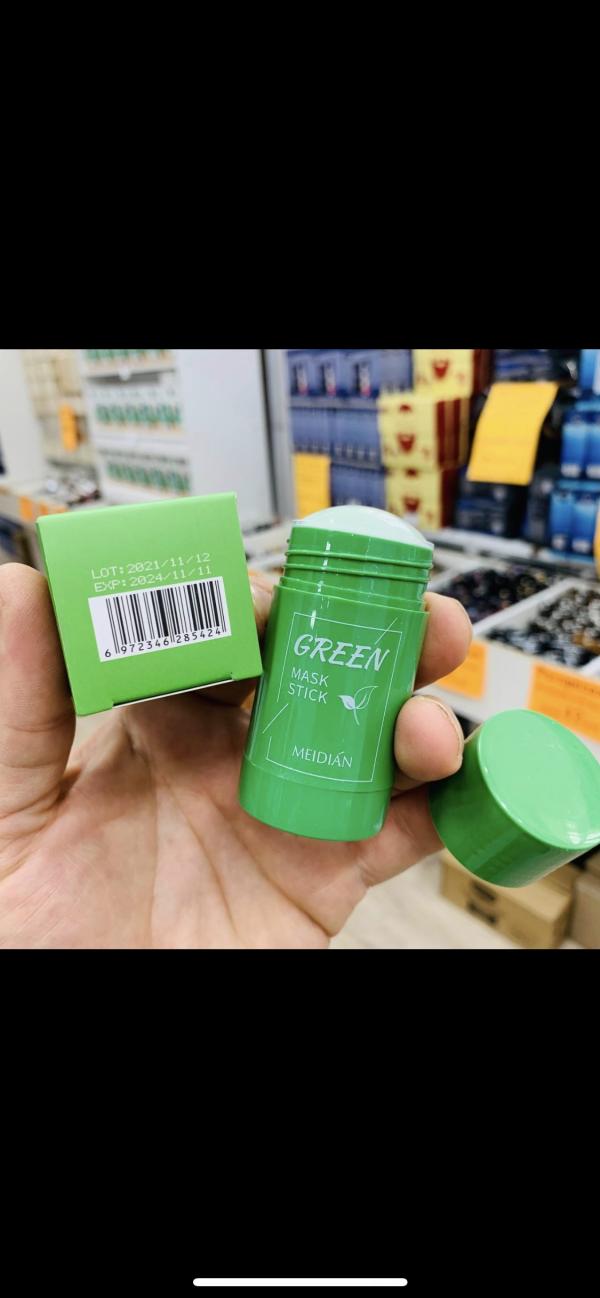 LOT:2021/11/12
EXP:2024/11/11
6 972346 285424
GREEN
MASK
STICK
MEIDIÁN